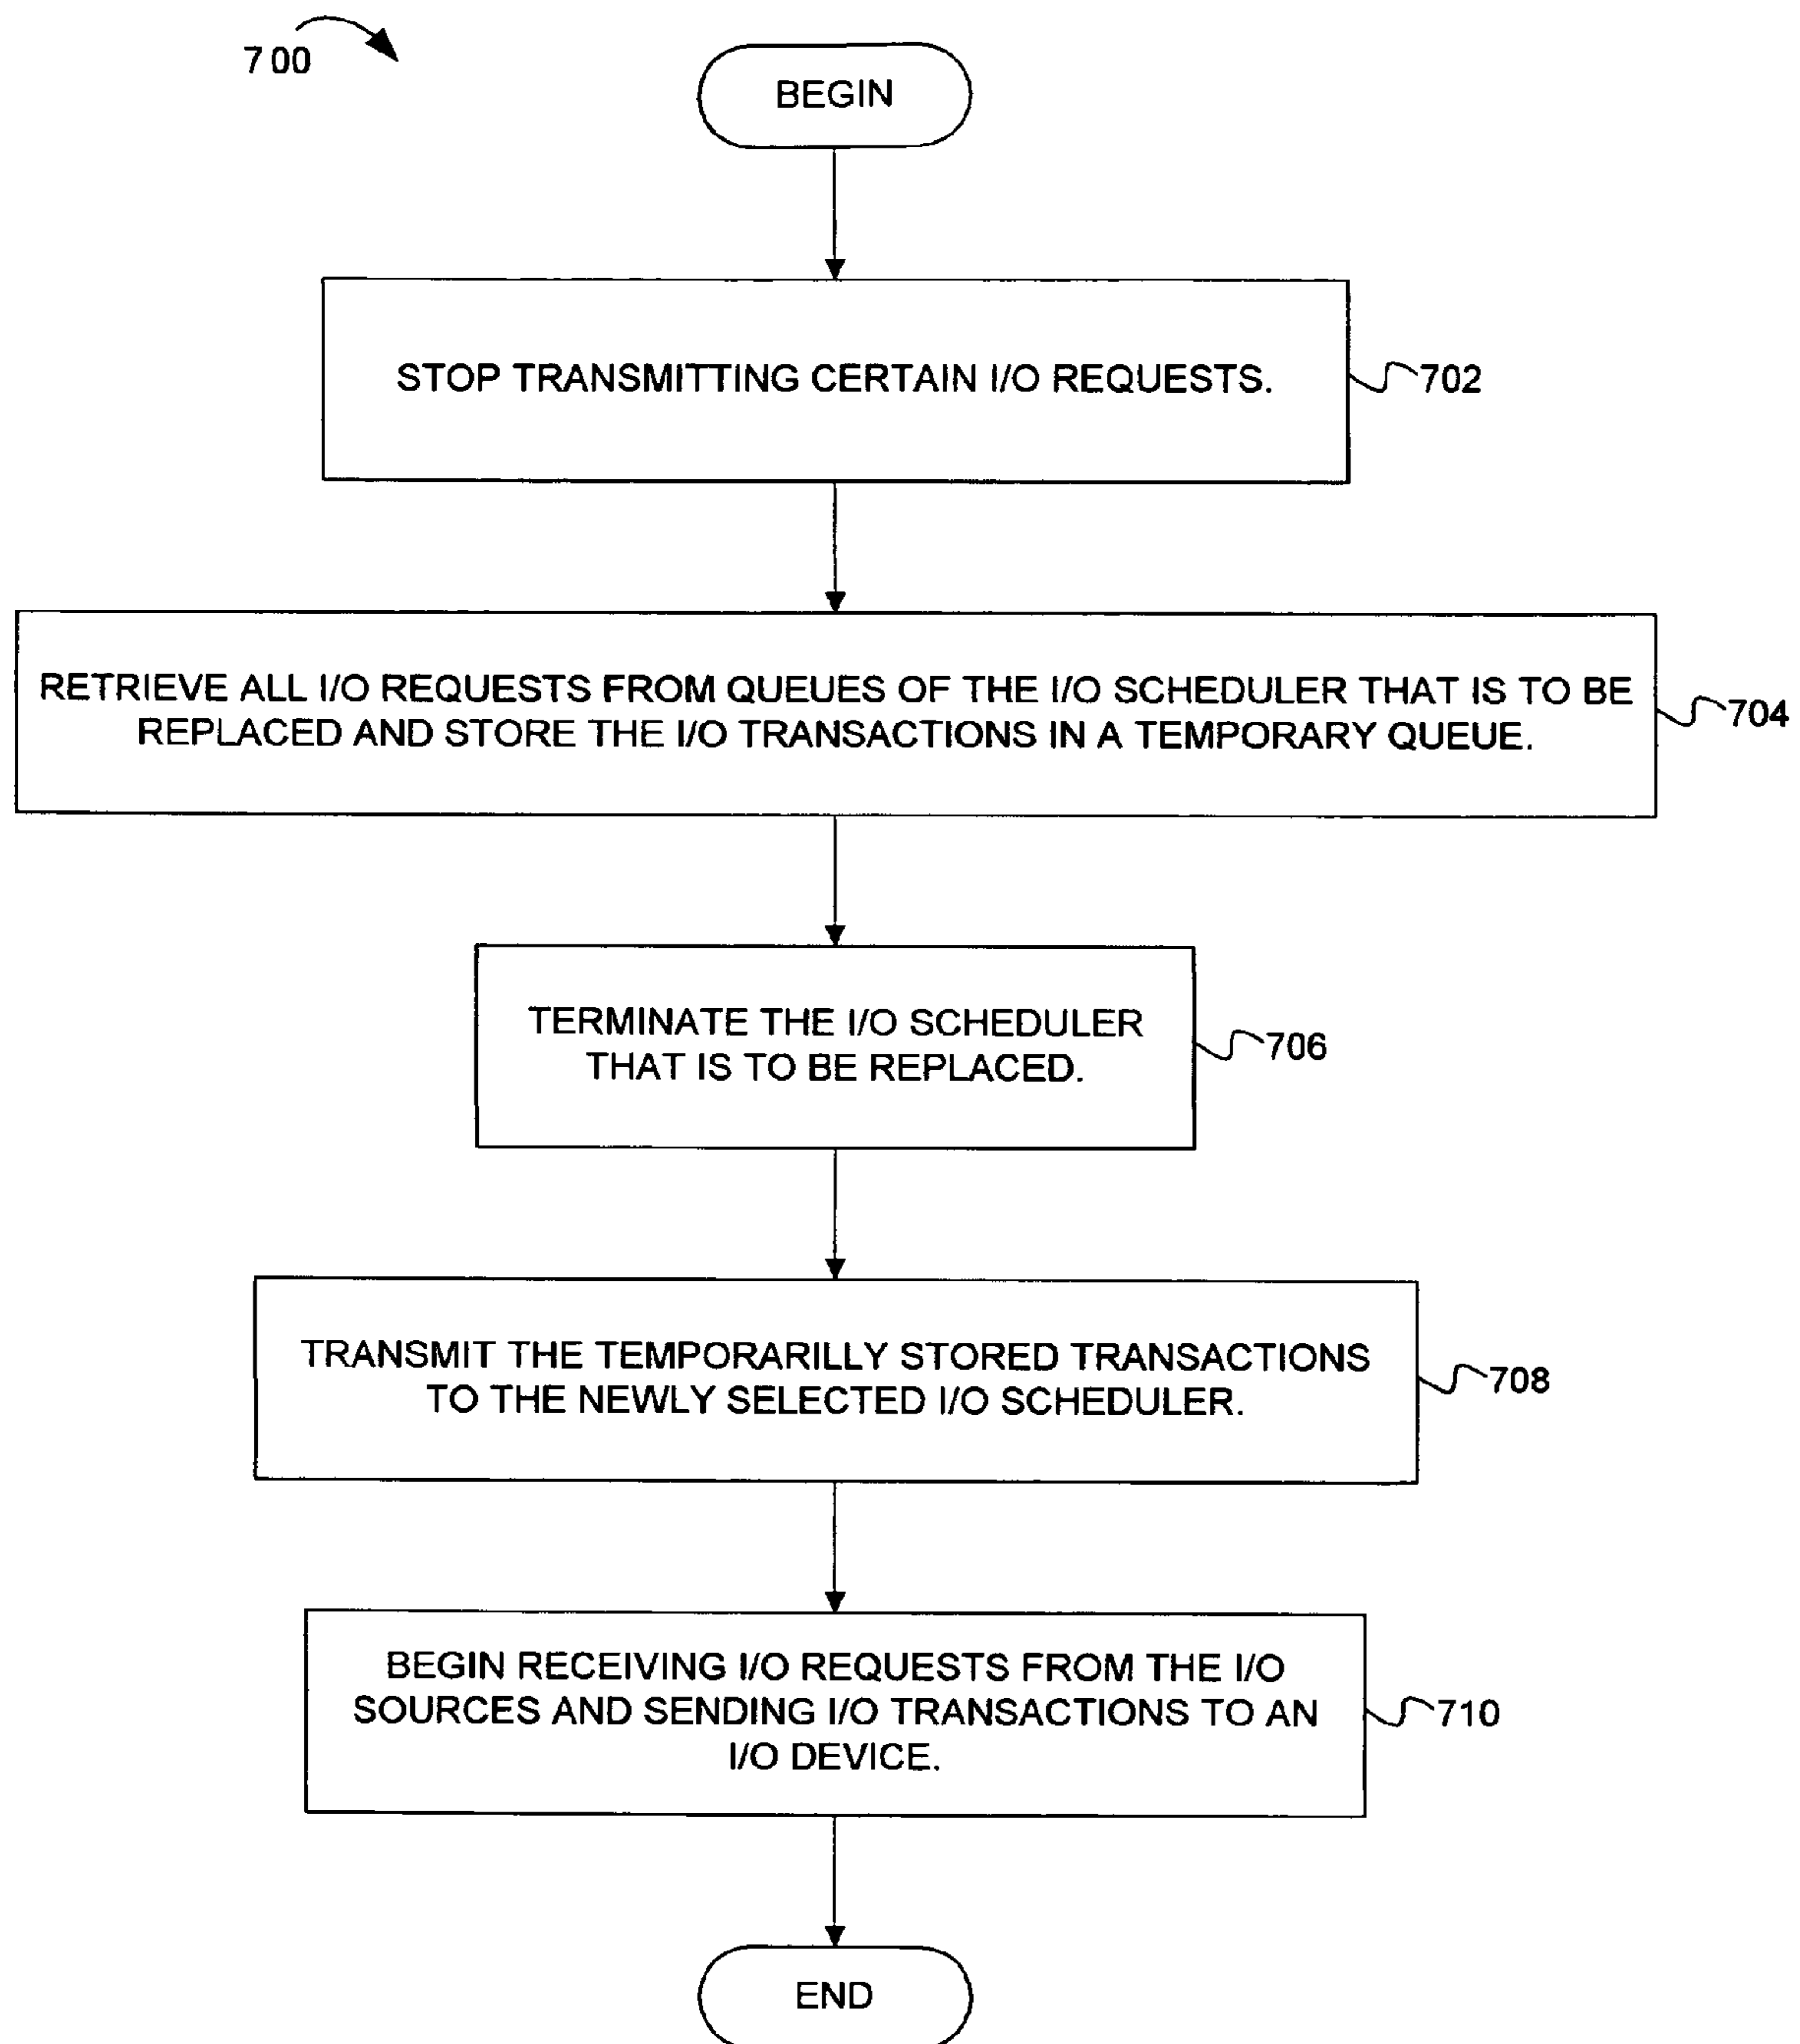 700
BEGIN
STOP TRANSMITTING CERTAIN I/O REQUESTS.
702
RETRIEVE ALL I/O REQUESTS FROM QUEUES OF THE I/O SCHEDULER THAT IS TO BE
REPLACED AND STORE THE I/O TRANSACTIONS IN A TEMPORARY QUEUE.
704
TERMINATE THE I/O SCHEDULER
THAT IS TO BE REPLACED.
706
TRANSMIT THE TEMPORARILLY STORED TRANSACTIONS
TO THE NEWLY SELECTED I/O SCHEDULER.
708
BEGIN RECEIVING I/O REQUESTS FROM THE I/O
SOURCES AND SENDING I/O TRANSACTIONS TO AN
I/O DEVICE.
710
END